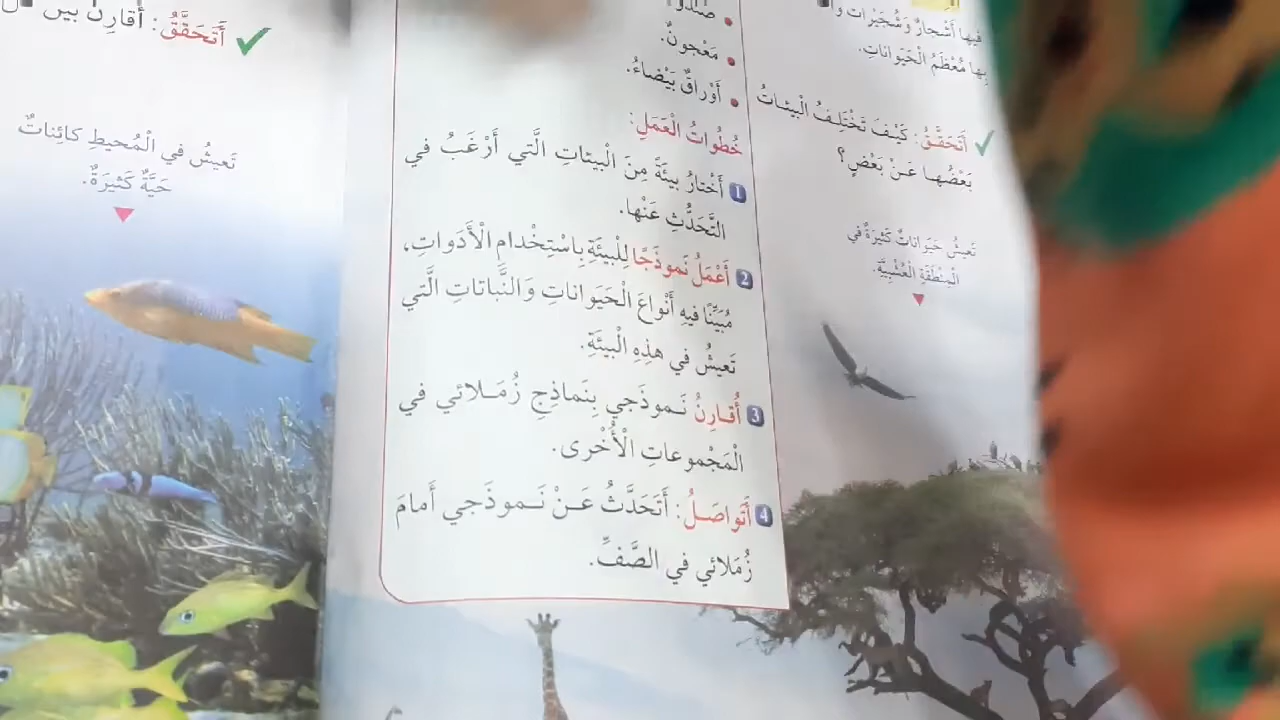 فيها أَشْجارٌ وَشُجَيْراتٌ
بِها مُعْظَمُ الْحَيَواناتِ.
أَتَحَقَّقُ: كَيْفَ تَخْتَلِفُ الْبيئاتُ
بَعْضُها عَنْ بَعْضٍ؟
تَعيشُ حَيَواناتٌ كَثيرَةٌ في
الْمِنْطَقَةِ الْعُشْبِيَّةِ.
مَعْجونٌ.
أَوْراقٌ بَيْضاءُ.
خُطُواتُ الْعَمَلِ:
1 أَخْتارُ بيئَةً مِنَ الْبيئاتِ الَّتي أَرْغَبُ في
التَّحَدُّثِ عَنْها.
2 أَعْمَلُ نَموذَجًا لِلْبيئَةِ بِاسْتِخْدامِ الْأَدَواتِ،
مُبَيِّنًا فيهِ أَنْواعَ الْحَيَواناتِ وَالنَّباتاتِ الَّتي
تَعيشُ في هذِهِ الْبيئَةِ.
3 أُقارِنُ نَموذَجي بِنَماذِجِ زُمَلائي في
الْمَجْموعاتِ الْأُخْرى.
4 أَتَواصَلُ: أَتَحَدَّثُ عَنْ نَموذَجي أَمامَ
زُمَلائي في الصَّفِّ.
أَتَحَقَّقُ: أُقارِنُ بَيْنَ
تَعيشُ في الْمُحيطِ كائِناتٌ
حَيَّةٌ كَثيرَةٌ.